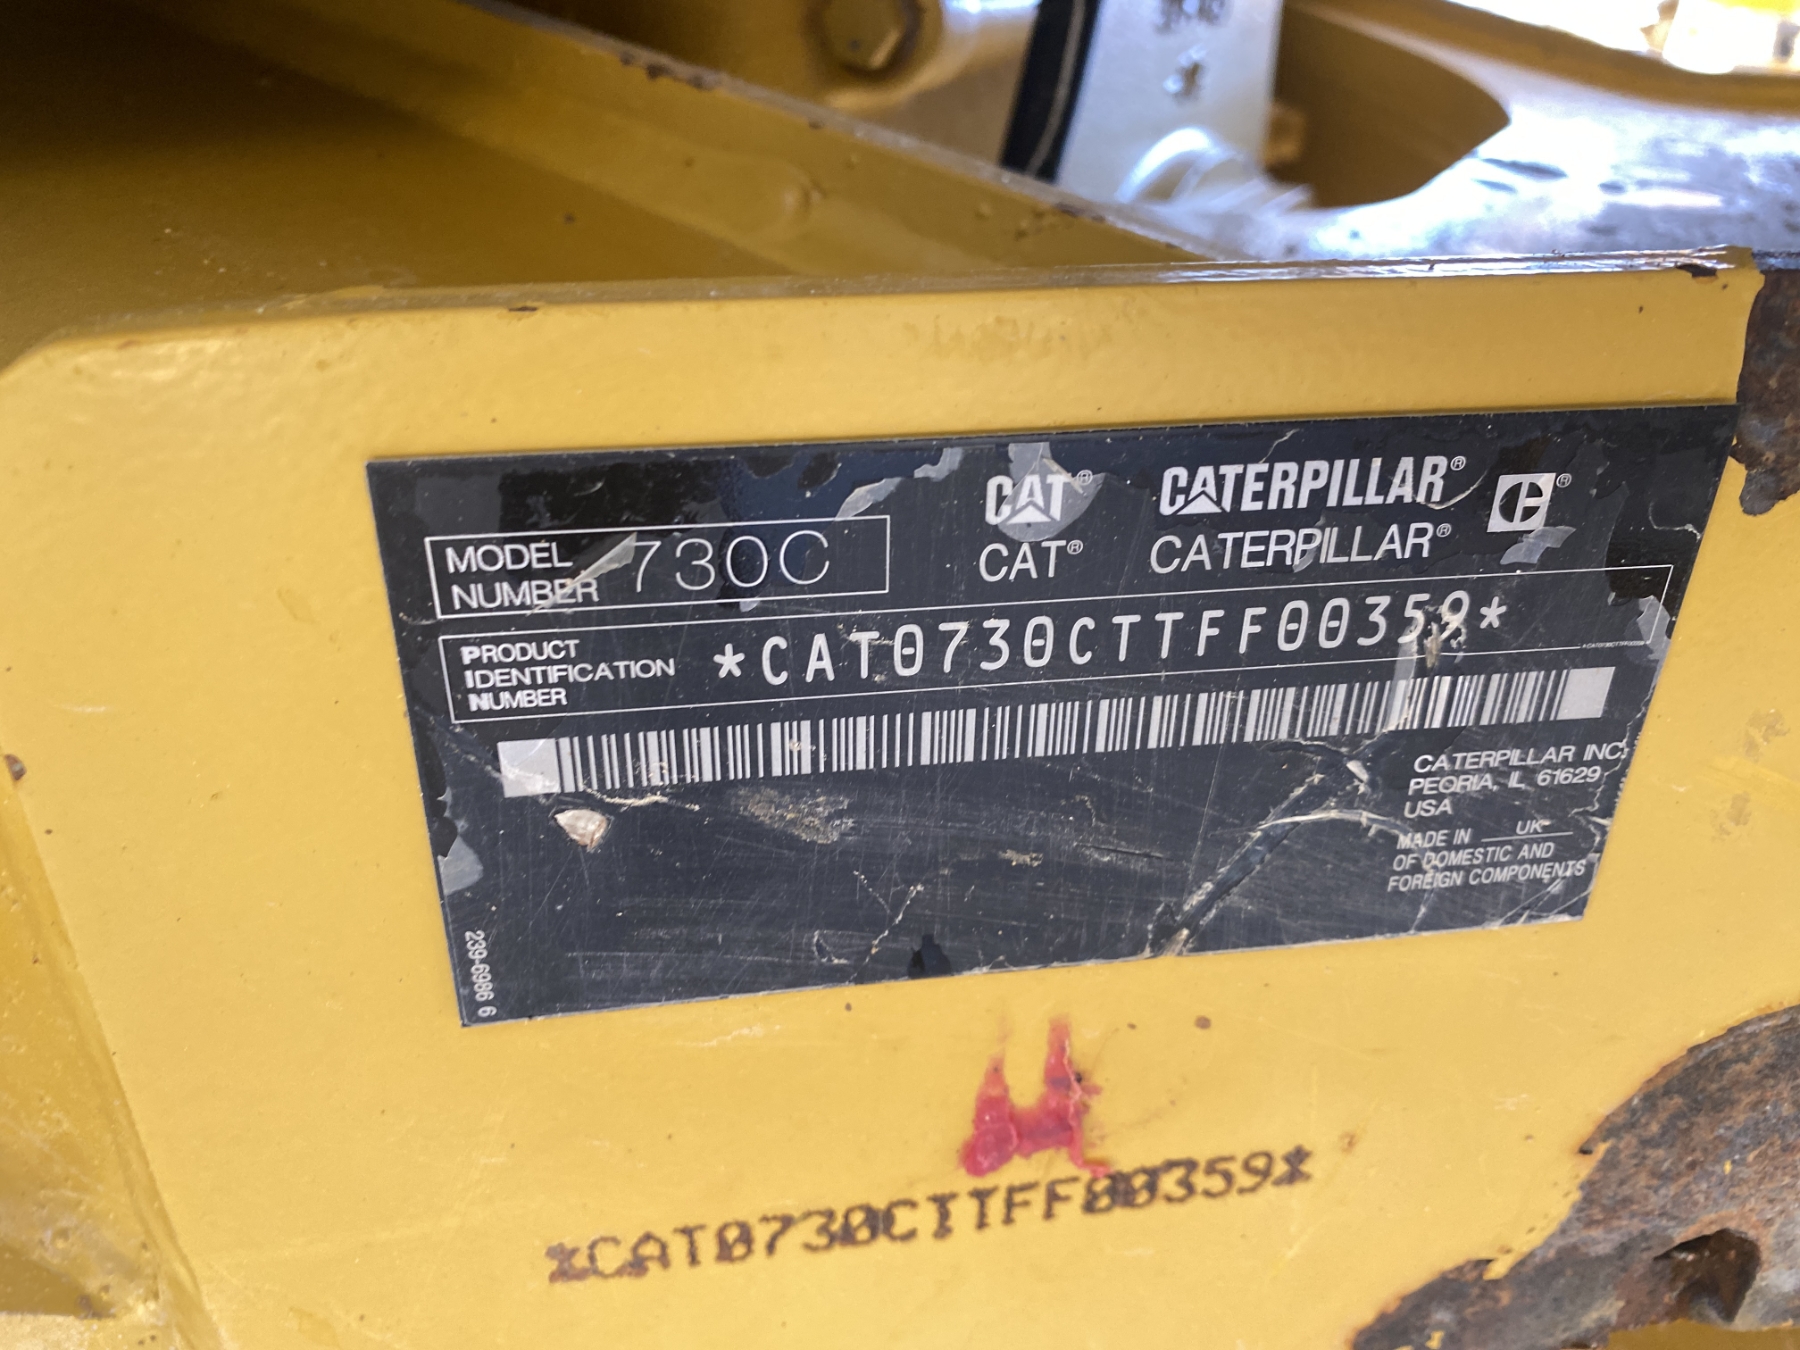 CAT® CATERPILLAR® ®
MODEL NUMBER 730C
CAT® CATERPILLAR®
PRODUCT IDENTIFICATION NUMBER *CAT0730CTTFF00359*
CATERPILLAR INC.
PEORIA, IL 61629
USA
MADE IN UK
OF DOMESTIC AND
FOREIGN COMPONENTS
239-6986 6
*CAT0730CTTFF00359*